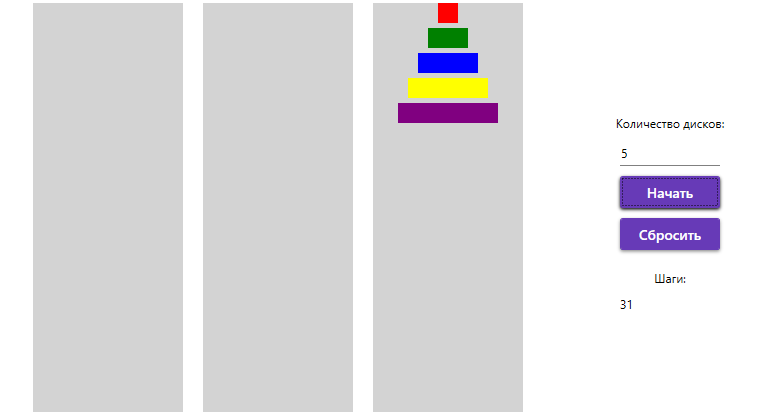 Количество дисков:
5
Начать
Сбросить
Шаги:
31